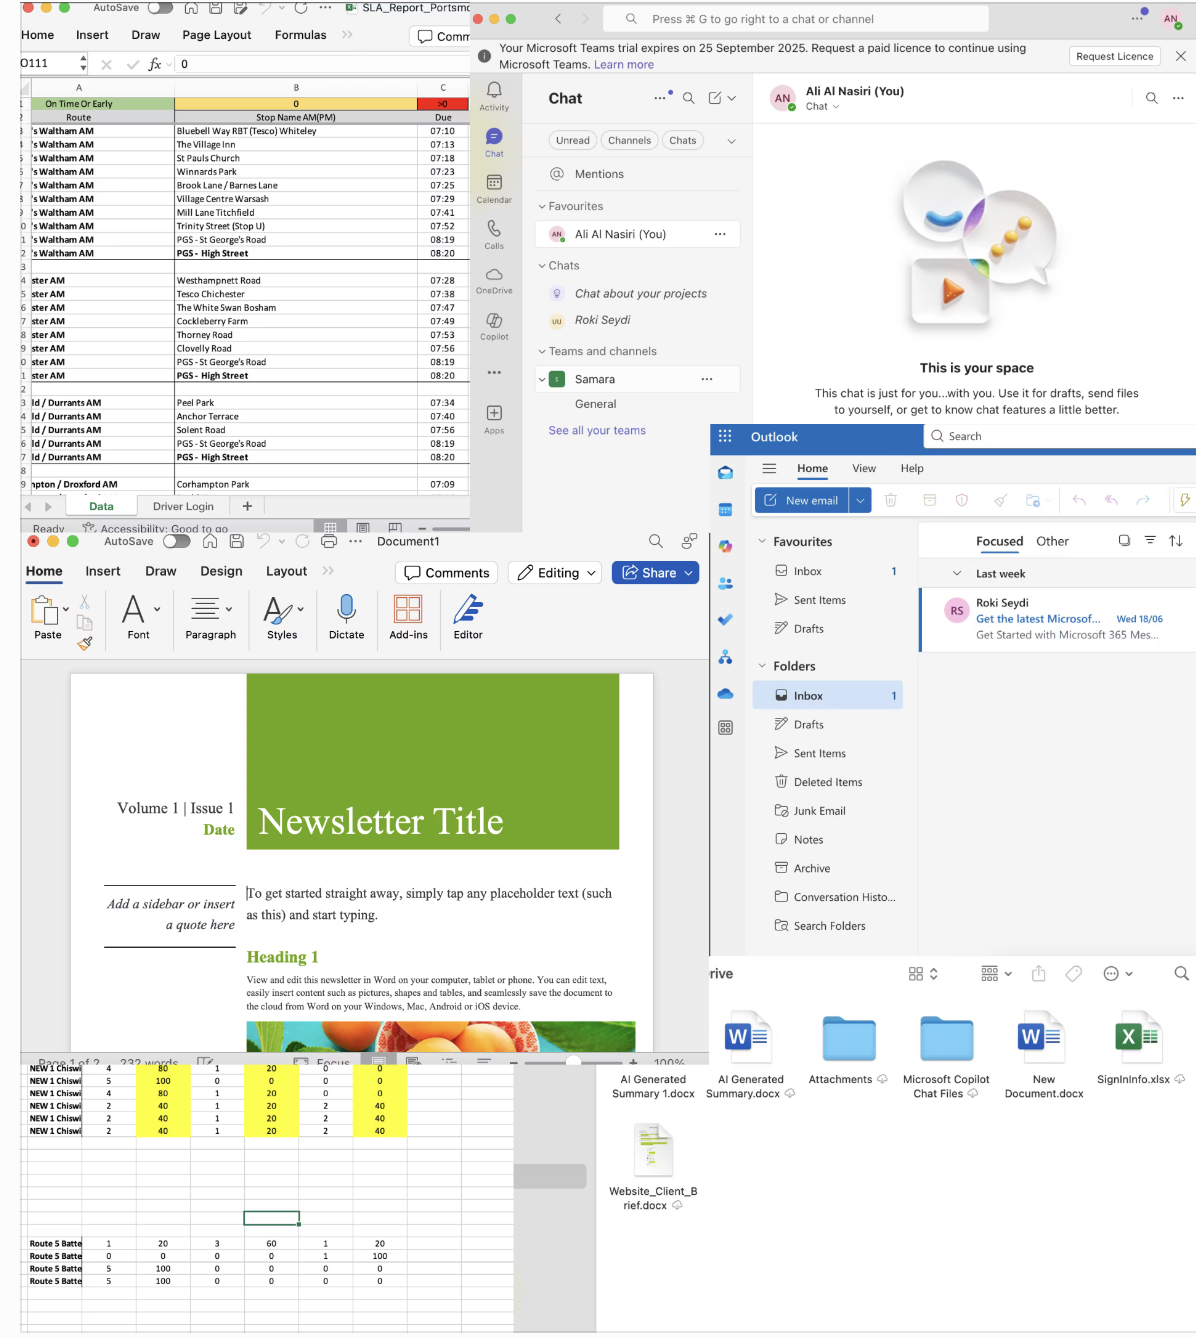 AutoSave
SLA_Report_Portsmo
Home Insert Draw Page Layout Formulas
Comm
O111
fx 0
A B C
On Time Or Early 0 >0
Route Stop Name AM(PM) Due
's Waltham AM Bluebell Way RBT (Tesco) Whiteley 07:10
's Waltham AM The Village Inn 07:13
's Waltham AM St Pauls Church 07:18
's Waltham AM Winnards Park 07:23
's Waltham AM Brook Lane / Barnes Lane 07:25
's Waltham AM Village Centre Warsash 07:29
's Waltham AM Mill Lane Titchfield 07:41
's Waltham AM Trinity Street (Stop U) 07:52
's Waltham AM PGS - St George's Road 08:19
's Waltham AM PGS - High Street 08:20
ster AM Westhampnett Road 07:28
ster AM Tesco Chichester 07:38
ster AM The White Swan Bosham 07:47
ster AM Cockleberry Farm 07:49
ster AM Thorney Road 07:53
ster AM Clovelly Road 07:56
ster AM PGS - St George's Road 08:19
ster AM PGS - High Street 08:20
ld / Durrants AM Peel Park 07:34
ld / Durrants AM Anchor Terrace 07:40
ld / Durrants AM Solent Road 07:56
ld / Durrants AM PGS - St George's Road 08:19
ld / Durrants AM PGS - High Street 08:20
npton / Droxford AM Corhampton Park 07:09
Data Driver Login +
Ready Accessibility: Good to go
Press ⌘ G to go right to a chat or channel
AN
Your Microsoft Teams trial expires on 25 September 2025. Request a paid licence to continue using
Microsoft Teams. Learn more
Request Licence
Activity
Chat
Calendar
Calls
OneDrive
Copilot
Apps
Chat
Unread Channels Chats
Mentions
Favourites
AN Ali Al Nasiri (You)
Chats
Chat about your projects
UU Roki Seydi
Teams and channels
S Samara
General
See all your teams
AN Ali Al Nasiri (You)
Chat
This is your space
This chat is just for you...with you. Use it for drafts, send files
to yourself, or get to know chat features a little better.
Outlook
Search
Home View Help
New email
Favourites
Inbox 1
Sent Items
Drafts
Folders
Inbox 1
Drafts
Sent Items
Deleted Items
Junk Email
Notes
Archive
Conversation Histo...
Search Folders
Focused Other
Last week
RS
Roki Seydi
Get the latest Microsof... Wed 18/06
Get Started with Microsoft 365 Mes...
AutoSave
Document1
Home Insert Draw Design Layout
Comments Editing Share
Paste Font Paragraph Styles Dictate Add-ins Editor
Volume 1 | Issue 1
Date
Newsletter Title
Add a sidebar or insert
a quote here
To get started straight away, simply tap any placeholder text (such
as this) and start typing.
Heading 1
View and edit this newsletter in Word on your computer, tablet or phone. You can edit text,
easily insert content such as pictures, shapes and tables, and seamlessly save the document to
the cloud from Word on your Windows, Mac, Android or iOS device.
Page 1 of 2 232 words Focus 100%
NEW 1 Chiswi 4 80 1 20 0 0
NEW 1 Chiswi 5 100 0 0 0 0
NEW 1 Chiswi 4 80 1 20 0 0
NEW 1 Chiswi 2 40 1 20 2 40
NEW 1 Chiswi 2 40 1 20 2 40
NEW 1 Chiswi 2 40 1 20 2 40
Route 5 Batte 1 20 3 60 1 20
Route 5 Batte 0 0 0 0 1 100
Route 5 Batte 5 100 0 0 0 0
Route 5 Batte 5 100 0 0 0 0
rive
AI Generated
Summary 1.docx
AI Generated
Summary.docx
Attachments
Microsoft Copilot
Chat Files
New
Document.docx
SignInInfo.xlsx
Website_Client_B
rief.docx